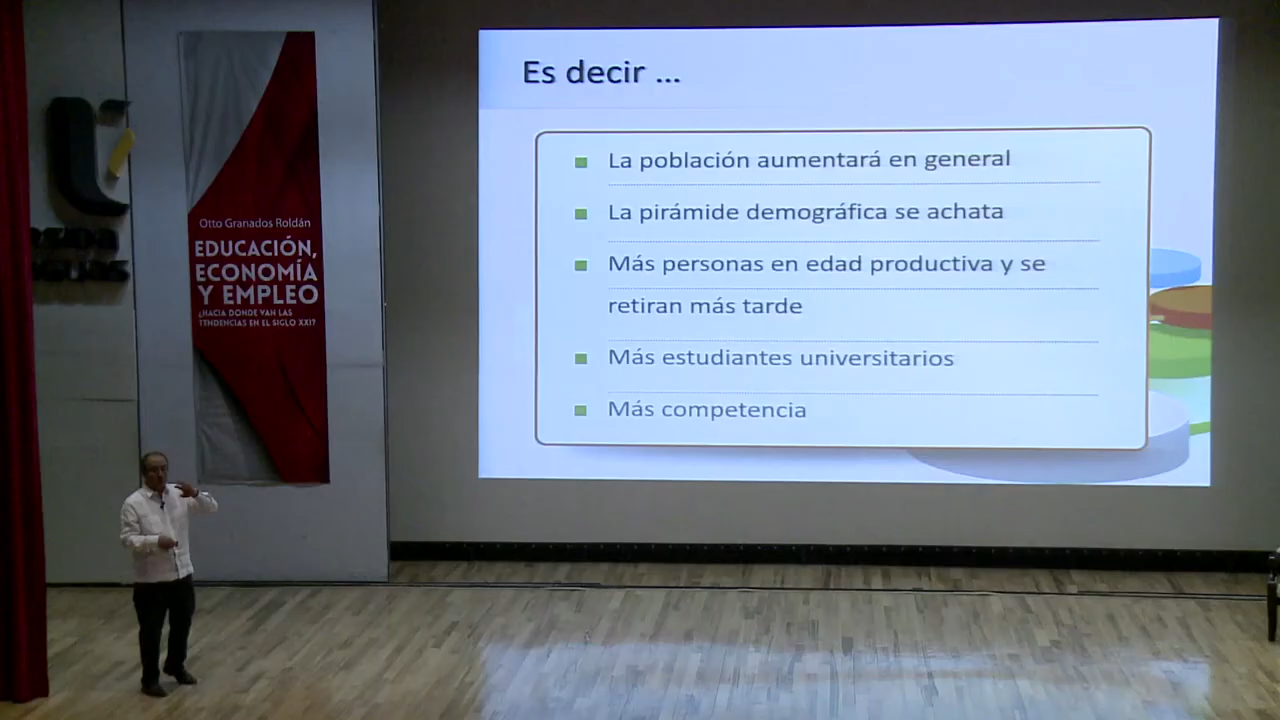 Es decir ...
La población aumentará en general
La pirámide demográfica se achata
Más personas en edad productiva y se
retiran más tarde
Más estudiantes universitarios
Más competencia
Otto Granados Roldán
EDUCACIÓN,
ECONOMÍA
Y EMPLEO
¿HACIA DONDE VAN LAS
TENDENCIAS EN EL SIGLO XXI?